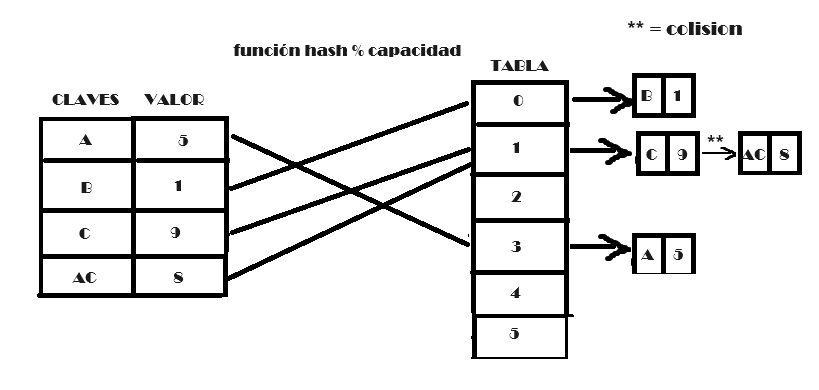 ** = colision
función hash % capacidad
TABLA
CLAVES VALOR
0
B 1
A 5
1
C 9
**
AC 8
B 1
2
C 9
3
A 5
AC 8
4
5